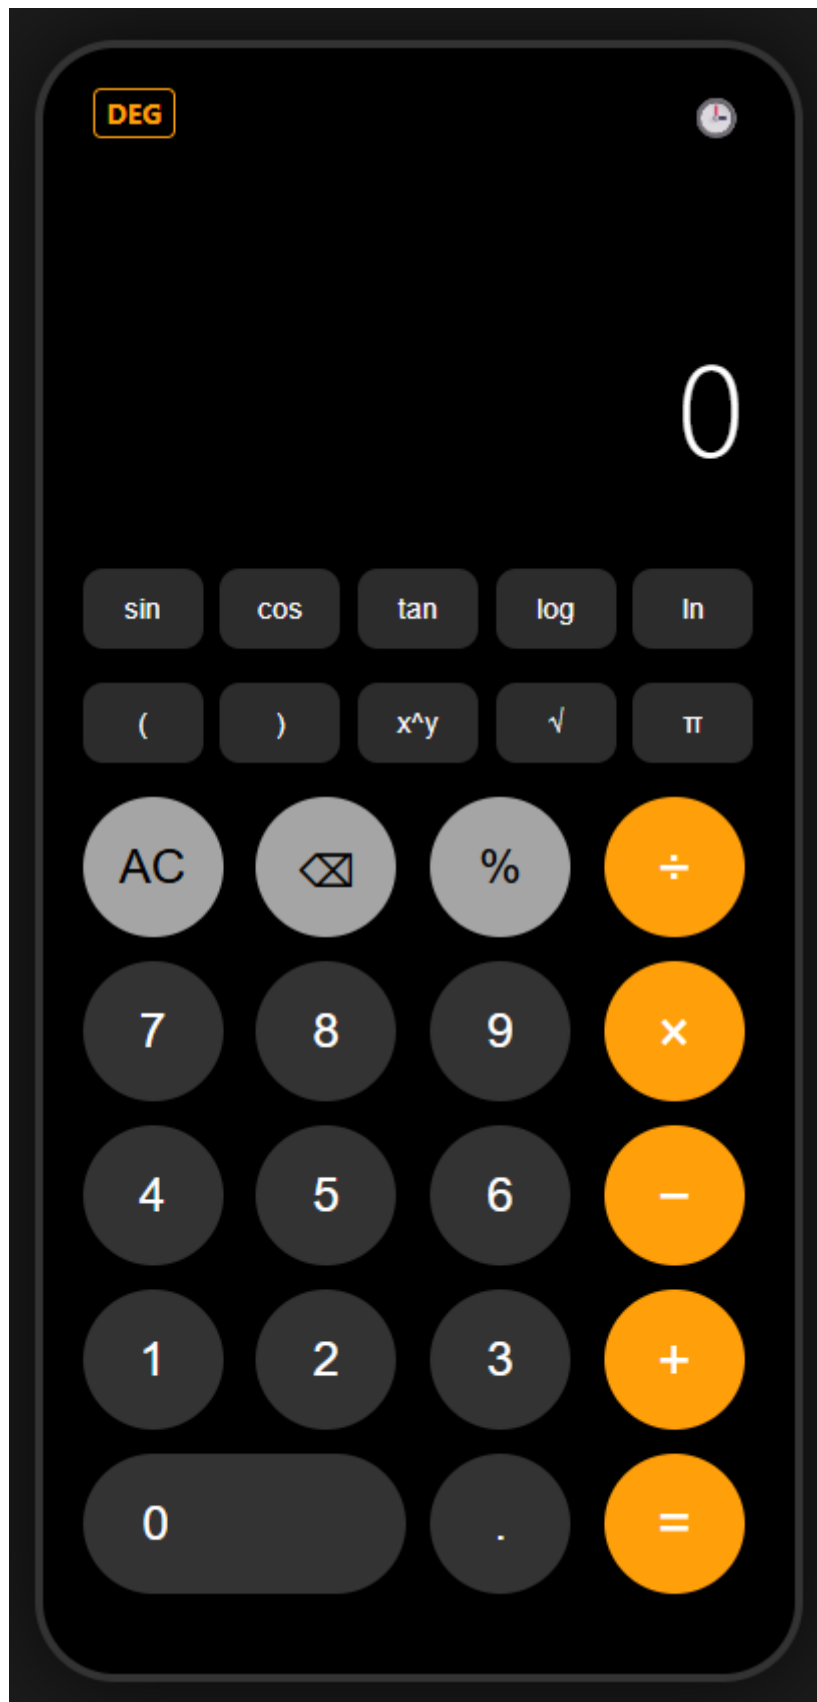 DEG
0
sin cos tan log ln
( ) x^y √ π
AC ⌫ % ÷
7 8 9 ×
4 5 6 −
1 2 3 +
0 . =